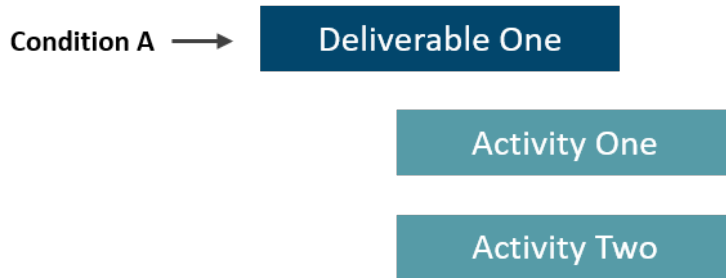 Condition A
Deliverable One
Activity One
Activity Two